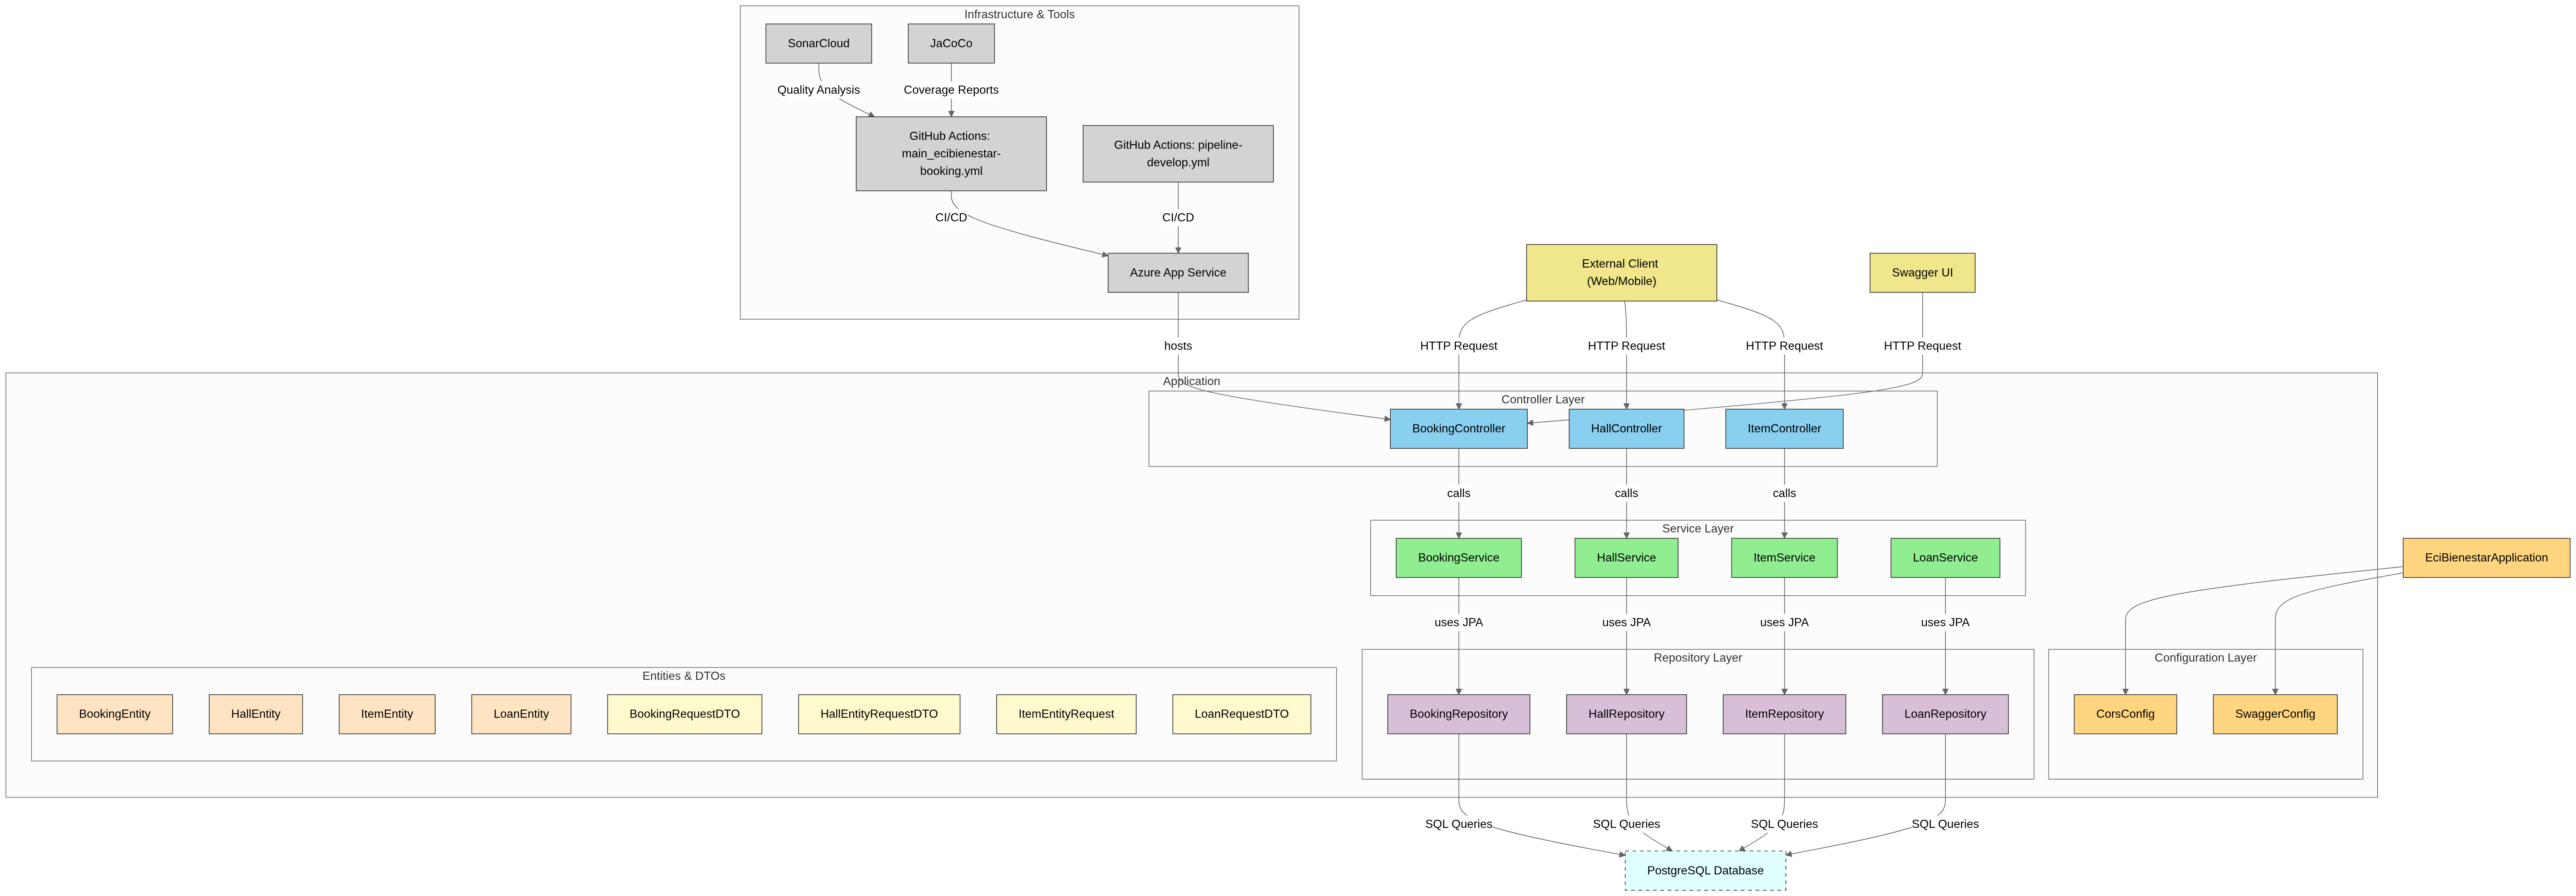 Infrastructure & Tools
SonarCloud
JaCoCo
Quality Analysis
Coverage Reports
GitHub Actions:
main_ecibienestar-
booking.yml
GitHub Actions: pipeline-
develop.yml
CI/CD
CI/CD
Azure App Service
External Client
(Web/Mobile)
Swagger UI
hosts
HTTP Request
HTTP Request
HTTP Request
HTTP Request
Application
Controller Layer
BookingController
HallController
ItemController
calls
calls
calls
Service Layer
BookingService
HallService
ItemService
LoanService
EciBienestarApplication
uses JPA
uses JPA
uses JPA
uses JPA
Entities & DTOs
BookingEntity
HallEntity
ItemEntity
LoanEntity
BookingRequestDTO
HallEntityRequestDTO
ItemEntityRequest
LoanRequestDTO
Repository Layer
BookingRepository
HallRepository
ItemRepository
LoanRepository
Configuration Layer
CorsConfig
SwaggerConfig
SQL Queries
SQL Queries
SQL Queries
SQL Queries
PostgreSQL Database